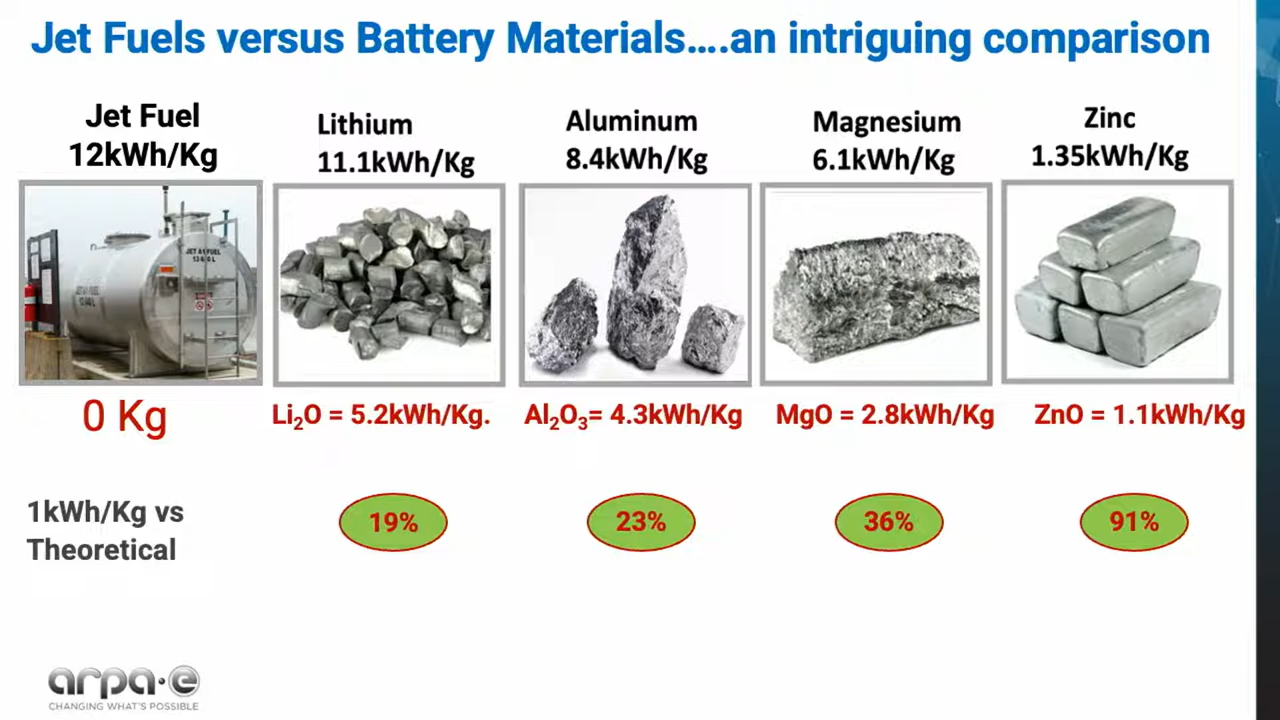 Jet Fuels versus Battery Materials....an intriguing comparison
Jet Fuel
12kWh/Kg
Lithium
11.1kWh/Kg
Aluminum
8.4kWh/Kg
Magnesium
6.1kWh/Kg
Zinc
1.35kWh/Kg
JET A1 FUEL
0 Kg
Li₂O = 5.2kWh/Kg.
Al₂O₃= 4.3kWh/Kg
MgO = 2.8kWh/Kg
ZnO = 1.1kWh/Kg
1kWh/Kg vs
Theoretical
19%
23%
36%
91%
arpa·e
CHANGING WHAT'S POSSIBLE